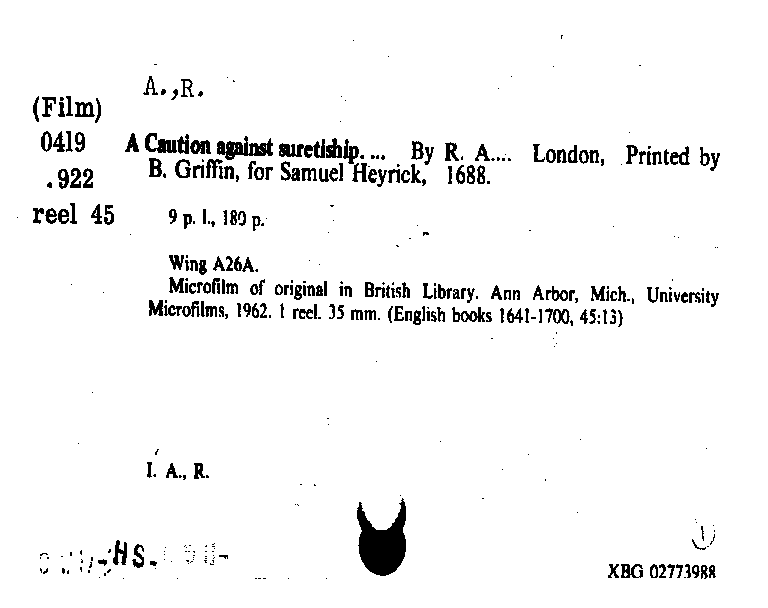 A.,R.
(Film)
0419
.922
reel 45
A Caution against suretiship.... By R. A.... London, Printed by
B. Griffin, for Samuel Heyrick, 1688.
9 p. l., 180 p.
Wing A26A.
Microfilm of original in British Library. Ann Arbor, Mich., University
Microfilms, 1962. 1 reel. 35 mm. (English books 1641-1700, 45:13)
I. A., R.
HS-
XBG 02773988